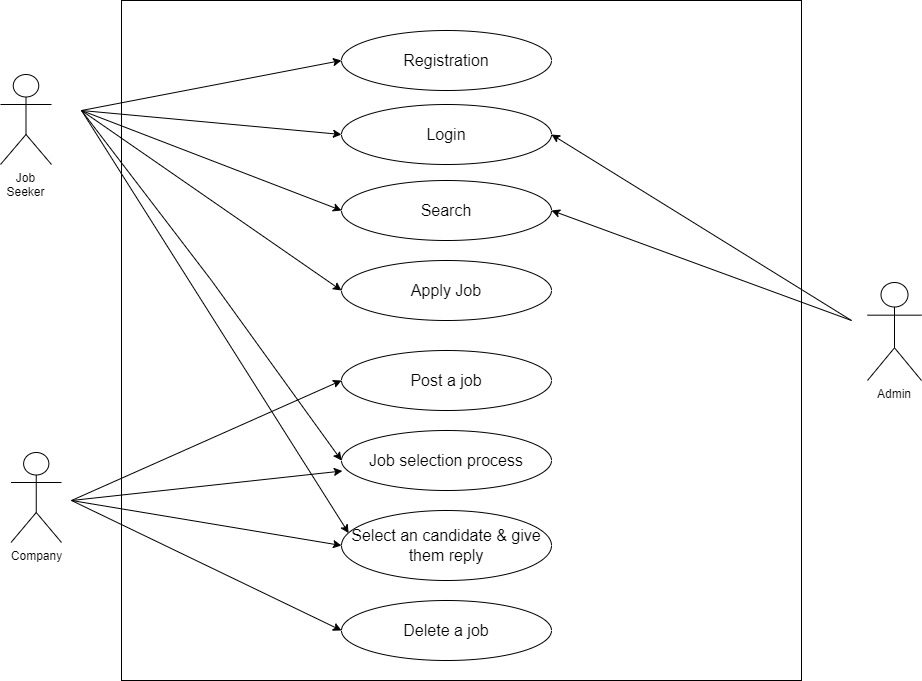 Registration
Login
Job
Seeker
Search
Apply Job
Post a job
Admin
Job selection process
Company
Select an candidate & give
them reply
Delete a job